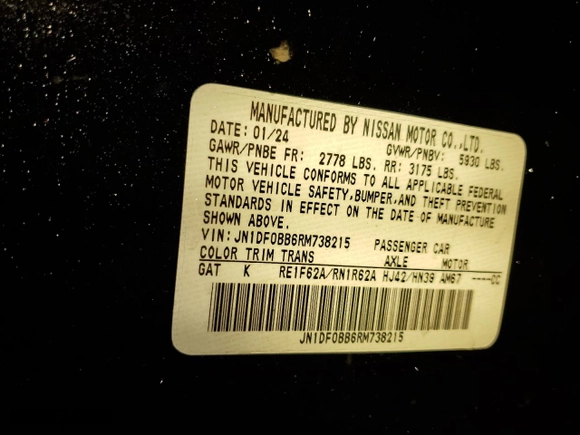 MANUFACTURED BY NISSAN MOTOR CO.,LTD.
DATE: 01/24 GVWR/PNBV: 5930 LBS.
GAWR/PNBE FR: 2778 LBS. RR: 3175 LBS.
THIS VEHICLE CONFORMS TO ALL APPLICABLE FEDERAL
MOTOR VEHICLE SAFETY,BUMPER,AND THEFT PREVENTION
STANDARDS IN EFFECT ON THE DATE OF MANUFACTURE
SHOWN ABOVE.
VIN:JN1DF0BB6RM738215 PASSENGER CAR
COLOR TRIM TRANS AXLE MOTOR
GAT K RE1F62A/RN1R62A HJ42/HN39 AM67 ----CC
JN1DF0BB6RM738215